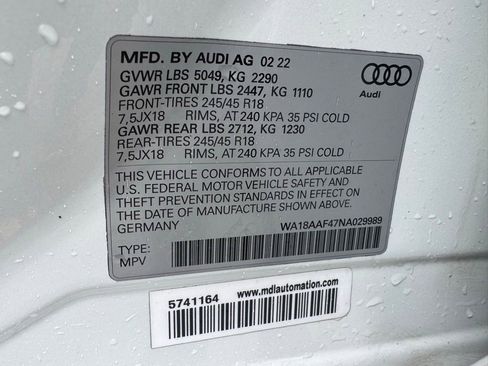 MFD. BY AUDI AG 02 22
GVWR LBS 5049, KG 2290
GAWR FRONT LBS 2447, KG 1110
FRONT-TIRES 245/45 R18
7,5JX18 RIMS, AT 240 KPA 35 PSI COLD
GAWR REAR LBS 2712, KG 1230
REAR-TIRES 245/45 R18
7,5JX18 RIMS, AT 240 KPA 35 PSI COLD
Audi
THIS VEHICLE CONFORMS TO ALL APPLICABLE
U.S. FEDERAL MOTOR VEHICLE SAFETY AND
THEFT PREVENTION STANDARDS IN EFFECT ON
THE DATE OF MANUFACTURE SHOWN ABOVE.
GERMANY WA18AAF47NA029989
TYPE:
MPV
5741164 www.mdlautomation.com